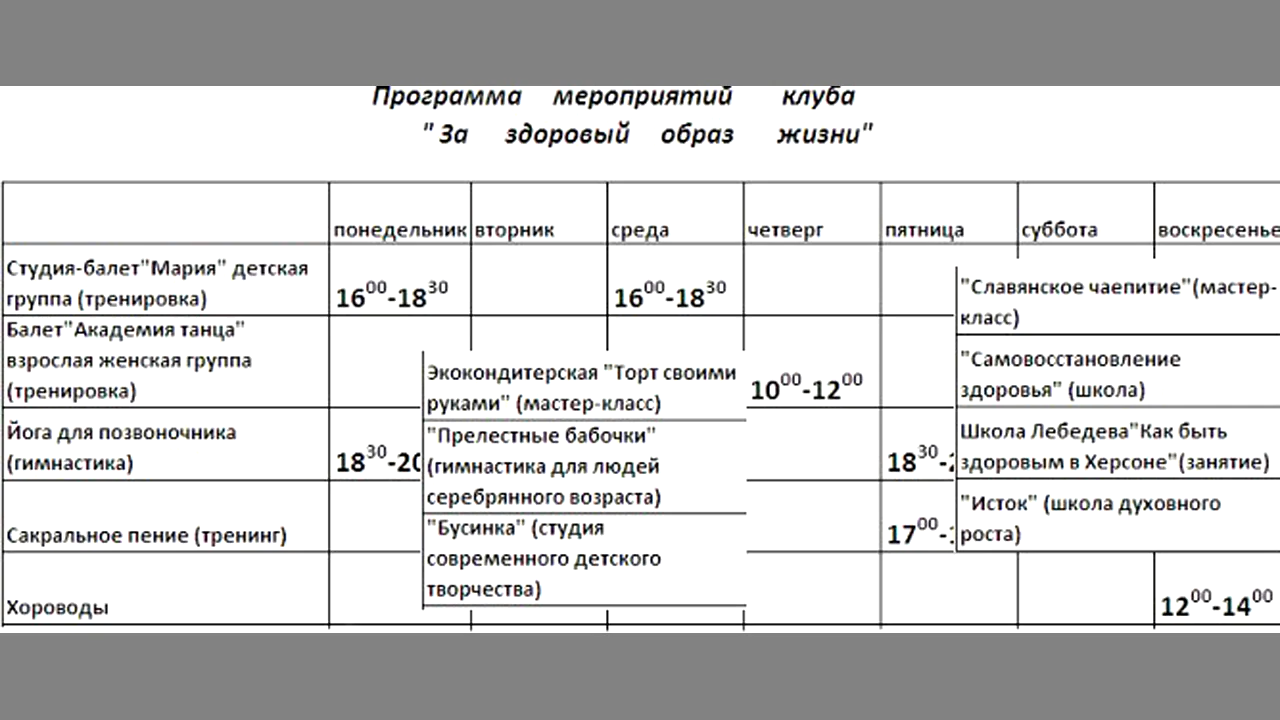 Программа мероприятий клуба
"За здоровый образ жизни"
понедельник вторник среда четверг пятница суббота воскресенье
Студия-балет"Мария" детская
группа (тренировка)
16⁰⁰-18³⁰ 16⁰⁰-18³⁰
Балет"Академия танца"
взрослая женская группа
(тренировка)
10⁰⁰-12⁰⁰
Йога для позвоночника
(гимнастика)
18³⁰-20 18³⁰-
Сакральное пение (тренинг)
17⁰⁰-
Хороводы
12⁰⁰-14⁰⁰
Экокондитерская "Торт своими
руками" (мастер-класс)
"Прелестные бабочки"
(гимнастика для людей
серебрянного возраста)
"Бусинка" (студия
современного детского
творчества)
"Славянское чаепитие"(мастер-
класс)
"Самовосстановление
здоровья" (школа)
Школа Лебедева"Как быть
здоровым в Херсоне"(занятие)
"Исток" (школа духовного
роста)